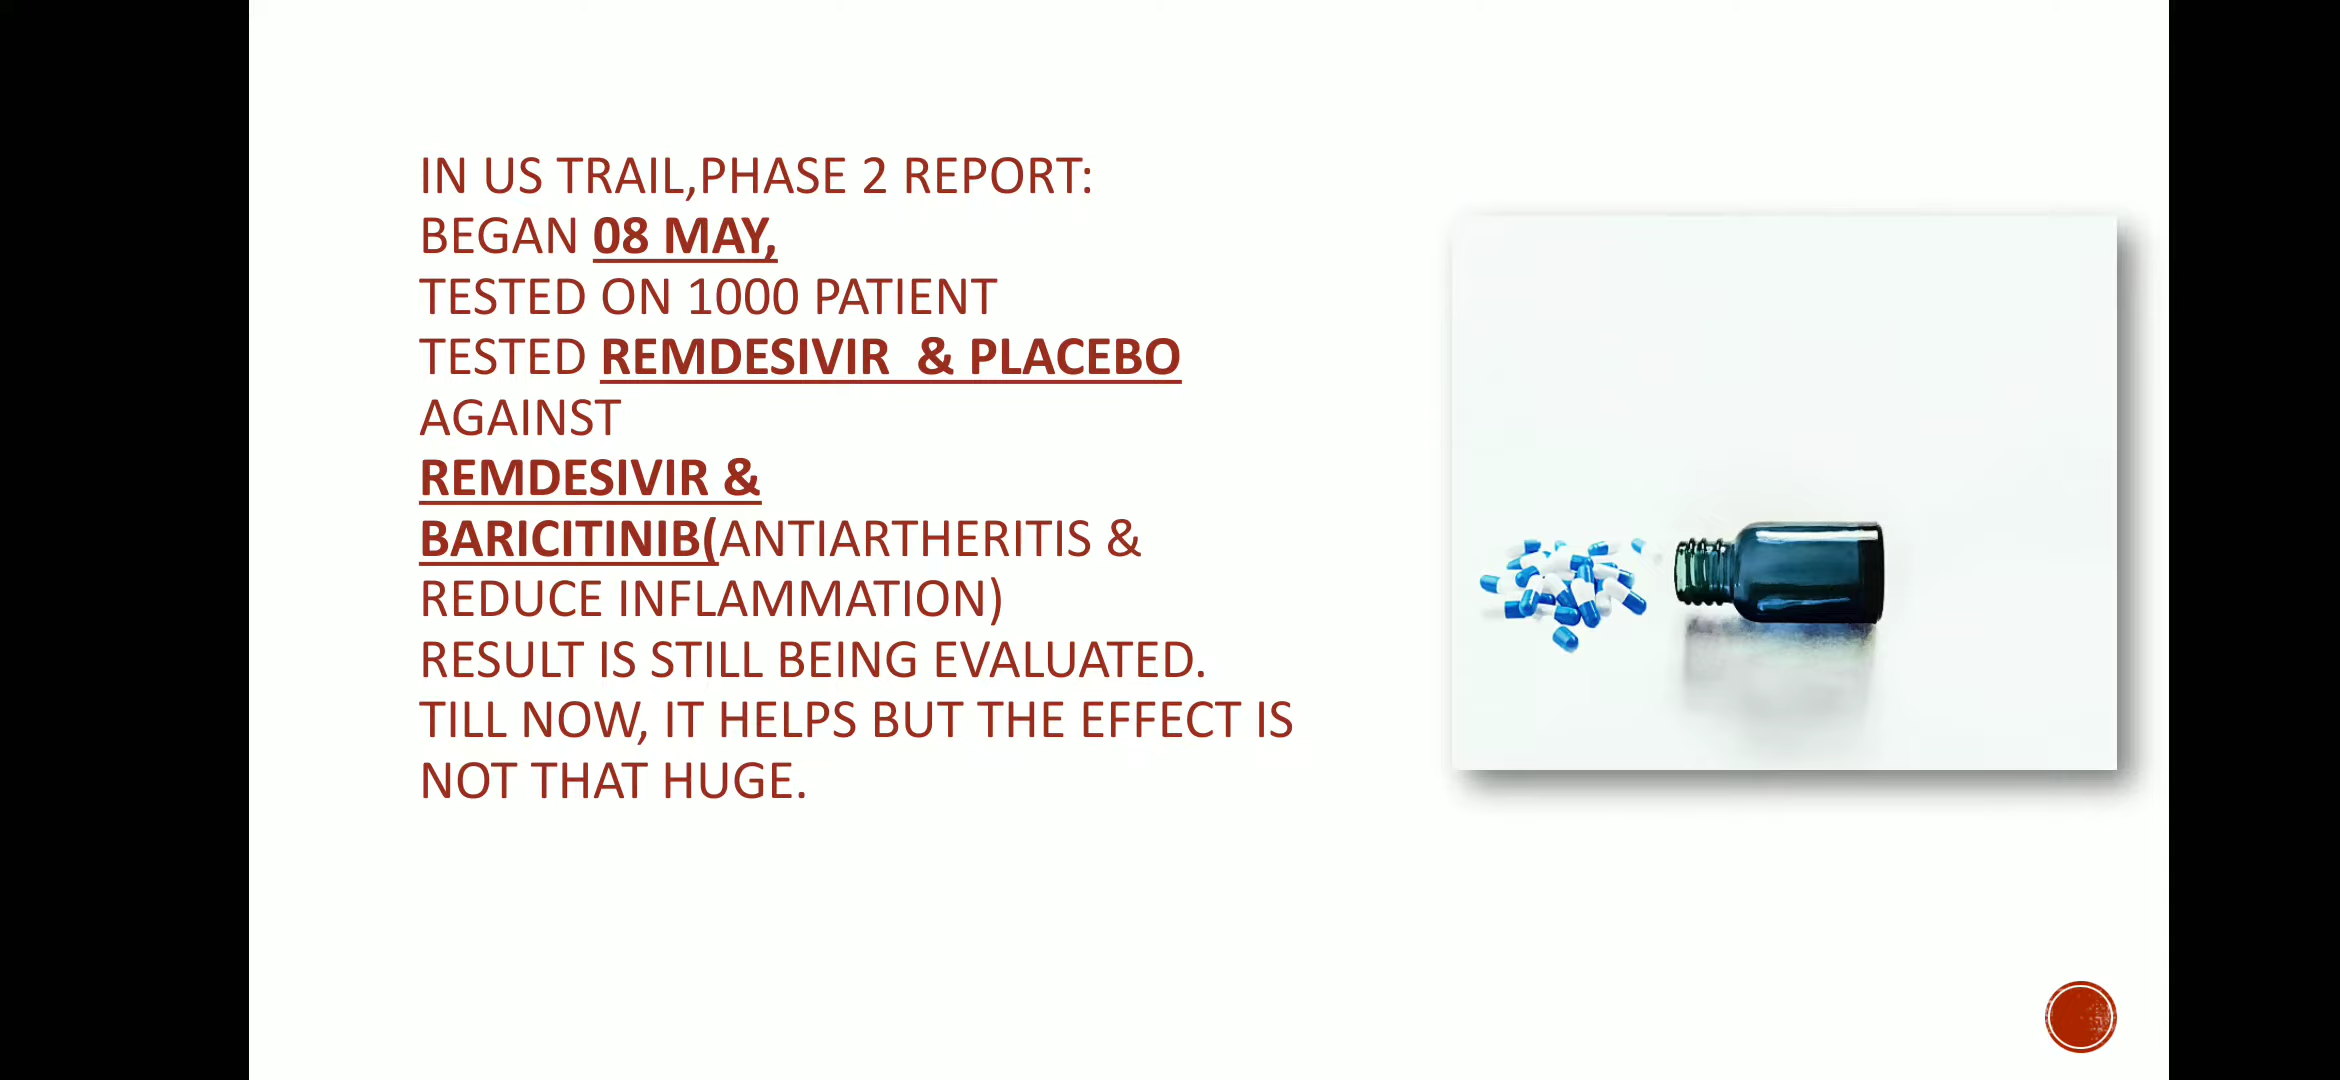 IN US TRAIL,PHASE 2 REPORT:
BEGAN 08 MAY,
TESTED ON 1000 PATIENT
TESTED REMDESIVIR  & PLACEBO
AGAINST
REMDESIVIR &
BARICITINIB(ANTIARTHERITIS &
REDUCE INFLAMMATION)
RESULT IS STILL BEING EVALUATED.
TILL NOW, IT HELPS BUT THE EFFECT IS
NOT THAT HUGE.